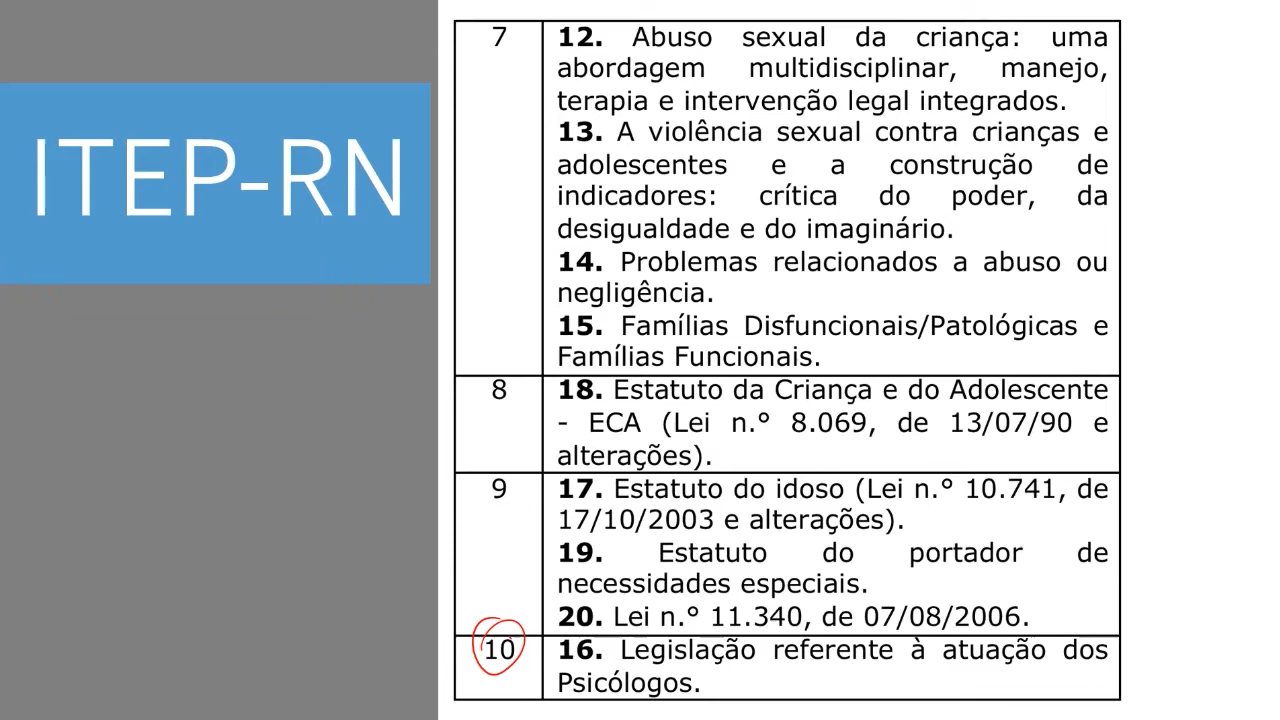 ITEP-RN
7
12. Abuso sexual da criança: uma
abordagem multidisciplinar, manejo,
terapia e intervenção legal integrados.
13. A violência sexual contra crianças e
adolescentes e a construção de
indicadores: crítica do poder, da
desigualdade e do imaginário.
14. Problemas relacionados a abuso ou
negligência.
15. Famílias Disfuncionais/Patológicas e
Famílias Funcionais.
8
18. Estatuto da Criança e do Adolescente
- ECA (Lei n.° 8.069, de 13/07/90 e
alterações).
9
17. Estatuto do idoso (Lei n.° 10.741, de
17/10/2003 e alterações).
19. Estatuto do portador de
necessidades especiais.
20. Lei n.° 11.340, de 07/08/2006.
10
16. Legislação referente à atuação dos
Psicólogos.